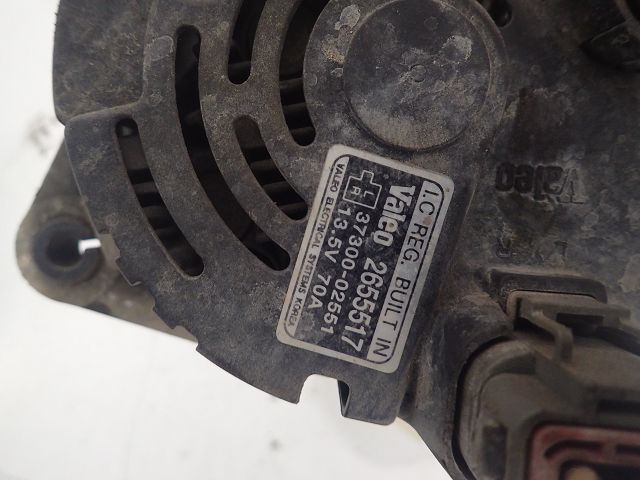 I.C REG. BUILT IN
Valeo 2655517
37300-02551
13.5V 70A
VALEO ELECTRICAL SYSTEMS KOREA
Valeo